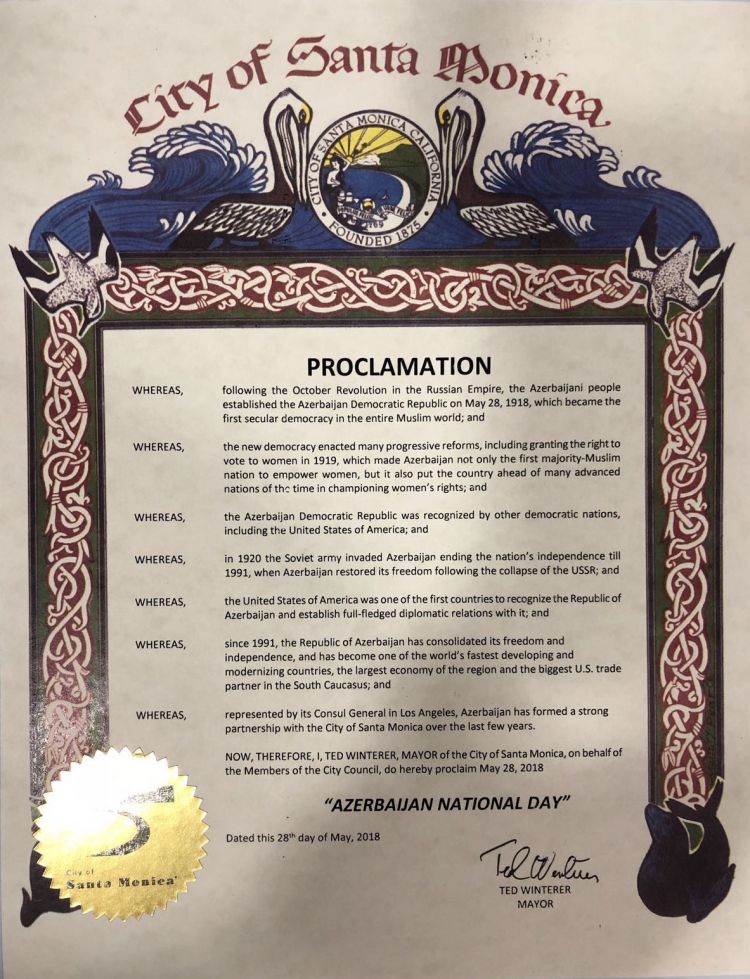 City of Santa Monica
CITY OF SANTA MONICA CALIFORNIA
FOUNDED 1875
PROCLAMATION
WHEREAS, following the October Revolution in the Russian Empire, the Azerbaijani people
established the Azerbaijan Democratic Republic on May 28, 1918, which became the
first secular democracy in the entire Muslim world; and
WHEREAS, the new democracy enacted many progressive reforms, including granting the right to
vote to women in 1919, which made Azerbaijan not only the first majority-Muslim
nation to empower women, but it also put the country ahead of many advanced
nations of the time in championing women's rights; and
WHEREAS, the Azerbaijan Democratic Republic was recognized by other democratic nations,
including the United States of America; and
WHEREAS, in 1920 the Soviet army invaded Azerbaijan ending the nation's independence till
1991, when Azerbaijan restored its freedom following the collapse of the USSR; and
WHEREAS, the United States of America was one of the first countries to recognize the Republic of
Azerbaijan and establish full-fledged diplomatic relations with it; and
WHEREAS, since 1991, the Republic of Azerbaijan has consolidated its freedom and
independence, and has become one of the world's fastest developing and
modernizing countries, the largest economy of the region and the biggest U.S. trade
partner in the South Caucasus; and
WHEREAS, represented by its Consul General in Los Angeles, Azerbaijan has formed a strong
partnership with the City of Santa Monica over the last few years.
NOW, THEREFORE, I, TED WINTERER, MAYOR of the City of Santa Monica, on behalf of
the Members of the City Council, do hereby proclaim May 28, 2018
"AZERBAIJAN NATIONAL DAY"
Dated this 28th day of May, 2018
Ted Winterer
TED WINTERER
MAYOR
City of
Santa Monica